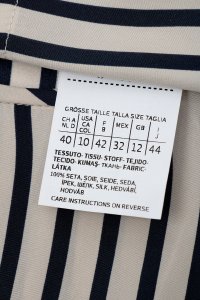 GRÖSSE TAILLE TALLA SIZE TAGLIA
CH A NL D USA CA COL F B MEX GB I J
40 10 42 32 12 44
TESSUTO-TISSU-STOFF-TEJIDO-
TECIDO-KUMAŞ-ТКАНЬ-FABRIC-
LÁTKA
100% SETA, SOIE, SEIDE, SEDA,
İPEK, ШЕЛК, SILK, HEDVÁBÍ,
HODVÁB
CARE INSTRUCTIONS ON REVERSE